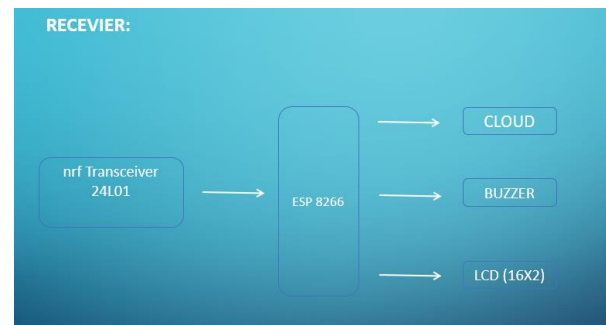 RECEVIER:
nrf Transceiver
24L01
ESP 8266
CLOUD
BUZZER
LCD (16X2)